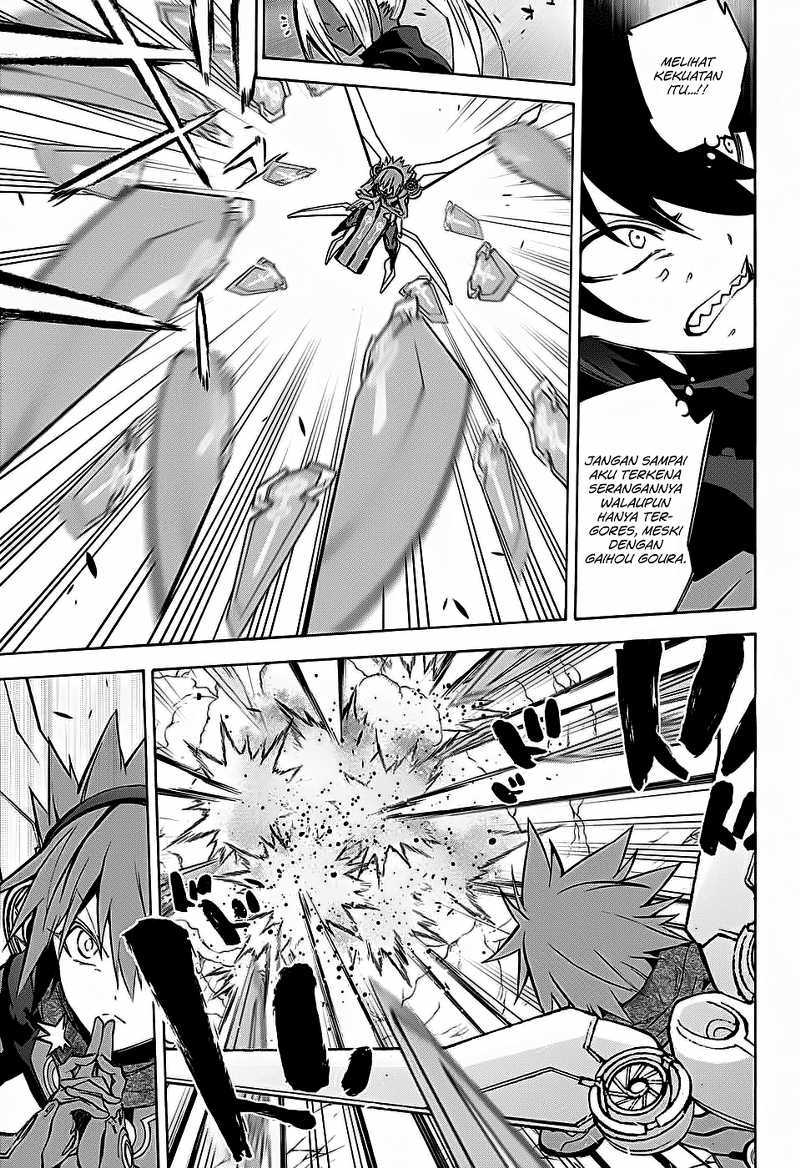 MELIHAT
KEKUATAN
ITU...!!
JANGAN SAMPAI
AKU TERKENA
SERANGANNYA
WALAUPUN
HANYA TER-
GORES, MESKI
DENGAN
GAIHOU GOURA.